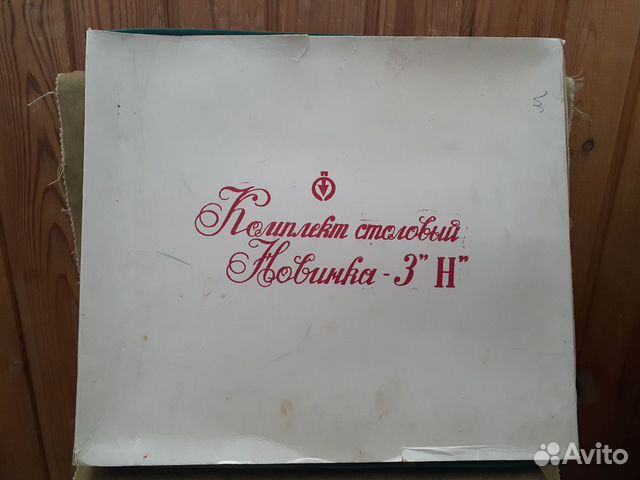 Комплект столовый
Новинка - 3"Н"
Avito